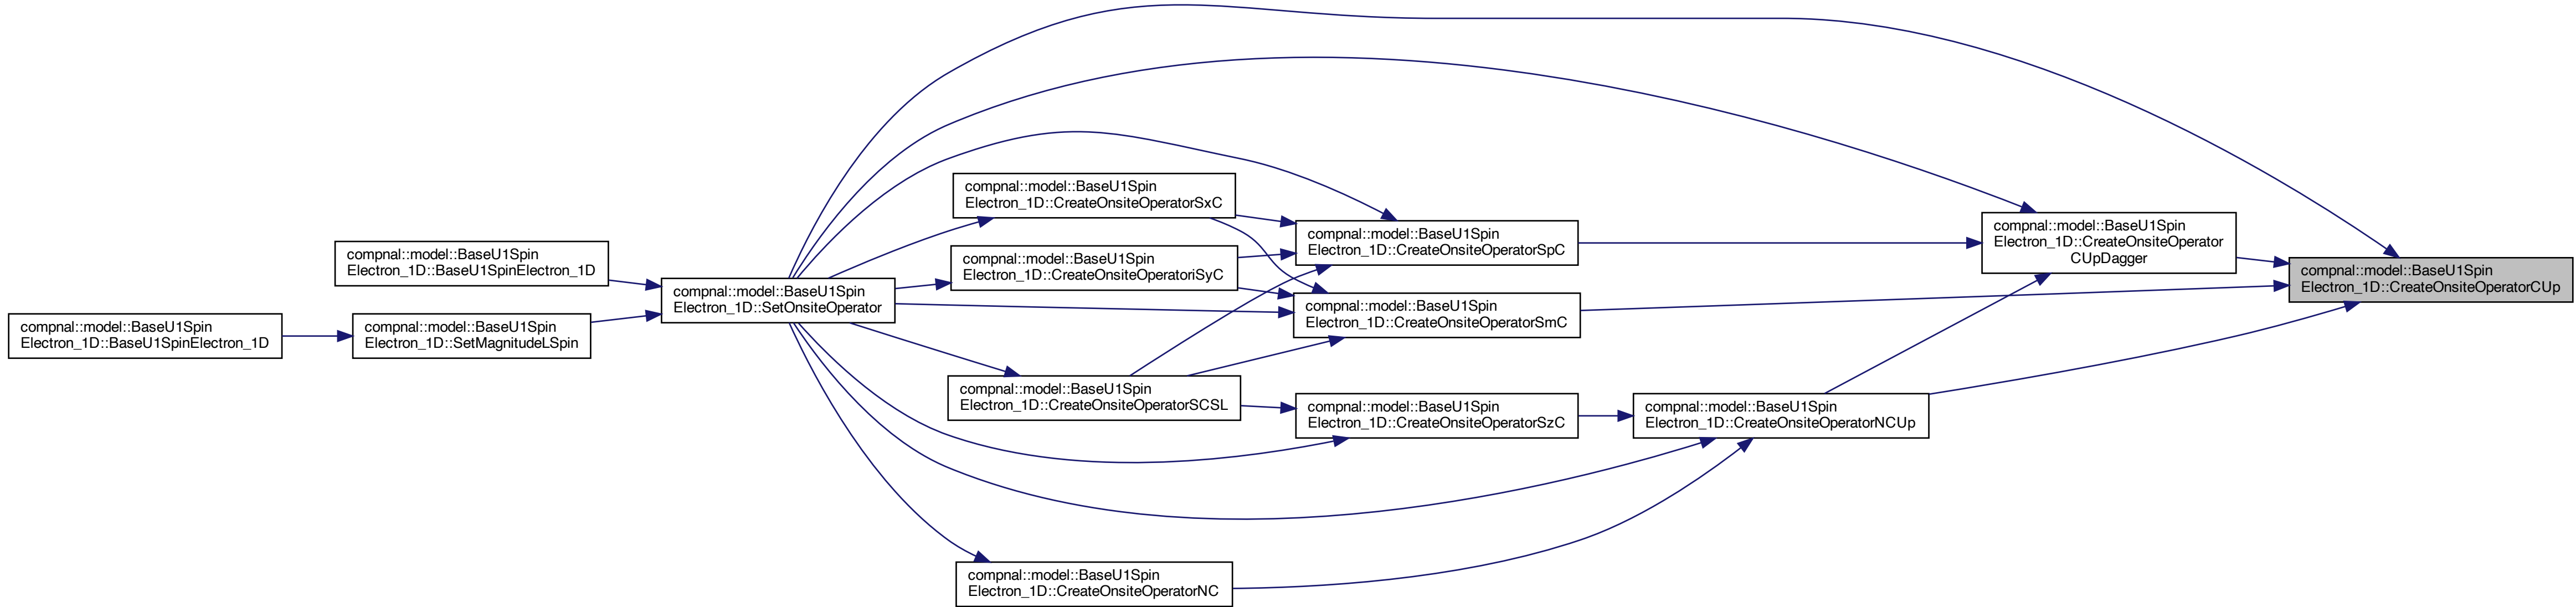 compnal::model::BaseU1Spin
Electron_1D::BaseU1SpinElectron_1D
compnal::model::BaseU1Spin
Electron_1D::SetMagnitudeLSpin
compnal::model::BaseU1Spin
Electron_1D::BaseU1SpinElectron_1D
compnal::model::BaseU1Spin
Electron_1D::SetOnsiteOperator
compnal::model::BaseU1Spin
Electron_1D::CreateOnsiteOperatorSxC
compnal::model::BaseU1Spin
Electron_1D::CreateOnsiteOperatoriSyC
compnal::model::BaseU1Spin
Electron_1D::CreateOnsiteOperatorSCSL
compnal::model::BaseU1Spin
Electron_1D::CreateOnsiteOperatorNC
compnal::model::BaseU1Spin
Electron_1D::CreateOnsiteOperatorSpC
compnal::model::BaseU1Spin
Electron_1D::CreateOnsiteOperatorSmC
compnal::model::BaseU1Spin
Electron_1D::CreateOnsiteOperatorSzC
compnal::model::BaseU1Spin
Electron_1D::CreateOnsiteOperatorNCUp
compnal::model::BaseU1Spin
Electron_1D::CreateOnsiteOperator
CUpDagger
compnal::model::BaseU1Spin
Electron_1D::CreateOnsiteOperatorCUp